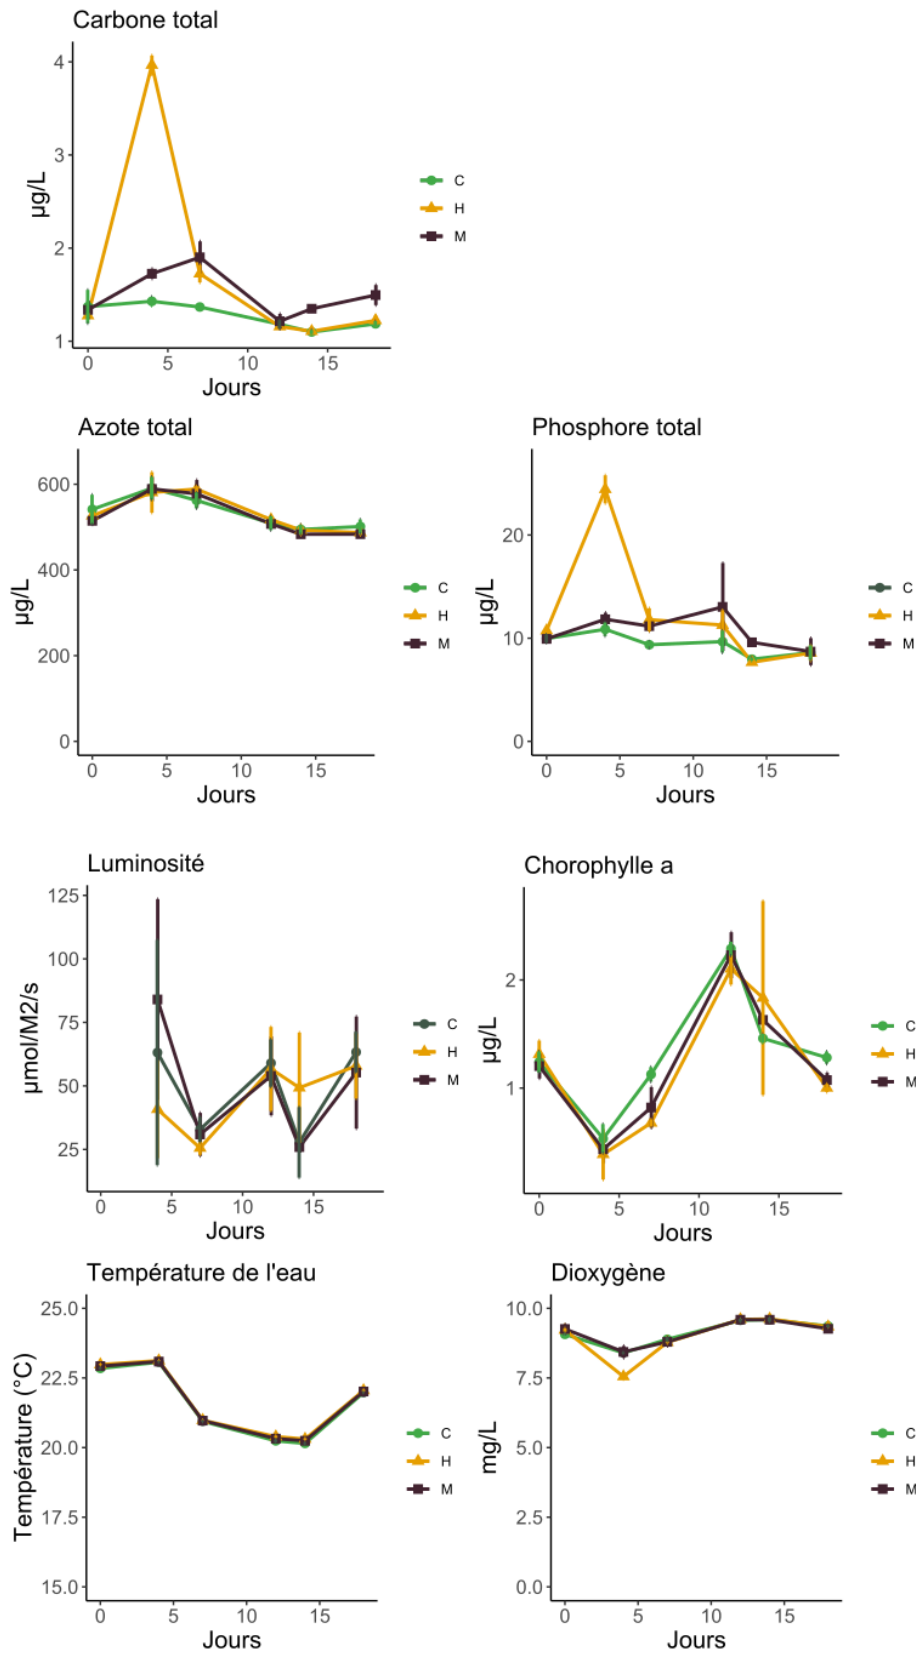 Carbone total
4
3
2
1
µg/L
0 5 10 15
Jours
C
H
M
Azote total
600
400
200
0
µg/L
0 5 10 15
Jours
C
H
M
Phosphore total
20
10
0
µg/L
0 5 10 15
Jours
C
H
M
Luminosité
125
100
75
50
25
µmol/M2/s
0 5 10 15
Jours
C
H
M
Chorophylle a
2
1
µg/L
0 5 10 15
Jours
C
H
M
Température de l'eau
25.0
22.5
20.0
17.5
15.0
Température (°C)
0 5 10 15
Jours
C
H
M
Dioxygène
10.0
7.5
5.0
2.5
0.0
mg/L
0 5 10 15
Jours
C
H
M